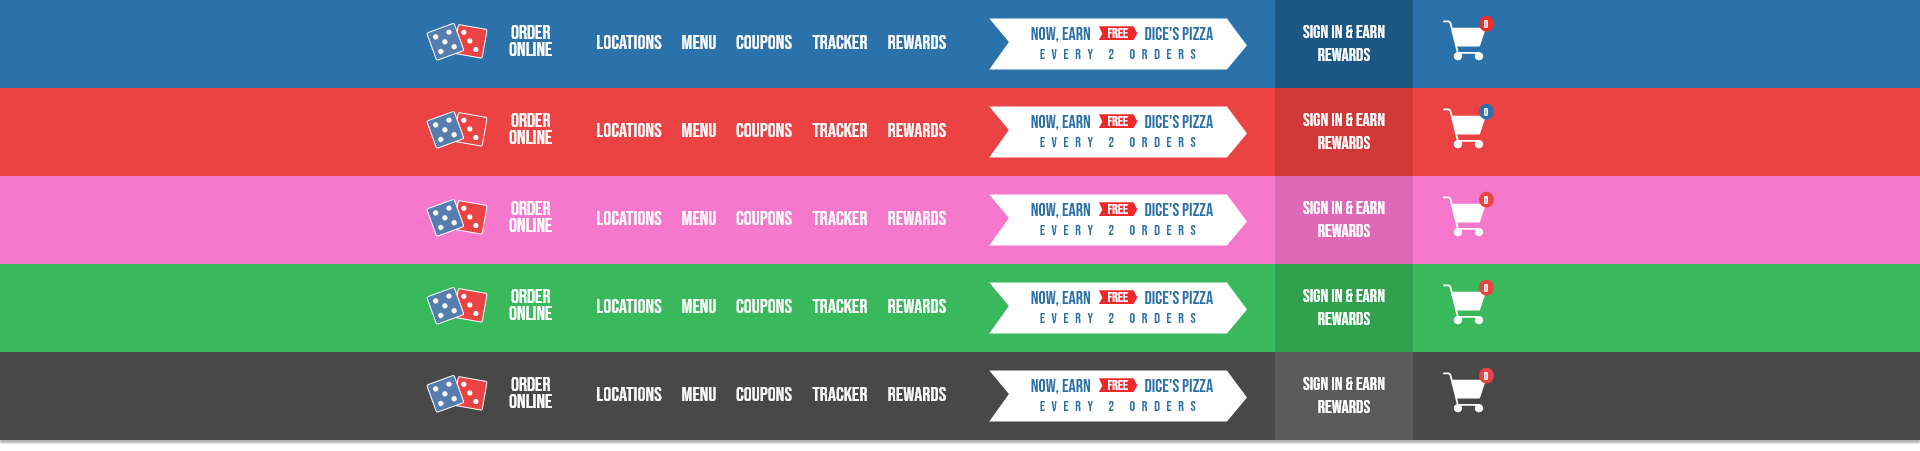 ORDER
ONLINE
LOCATIONS MENU COUPONS TRACKER REWARDS
NOW, EARN FREE DICE'S PIZZA
EVERY 2 ORDERS
SIGN IN & EARN
REWARDS
0
ORDER
ONLINE
LOCATIONS MENU COUPONS TRACKER REWARDS
NOW, EARN FREE DICE'S PIZZA
EVERY 2 ORDERS
SIGN IN & EARN
REWARDS
0
ORDER
ONLINE
LOCATIONS MENU COUPONS TRACKER REWARDS
NOW, EARN FREE DICE'S PIZZA
EVERY 2 ORDERS
SIGN IN & EARN
REWARDS
0
ORDER
ONLINE
LOCATIONS MENU COUPONS TRACKER REWARDS
NOW, EARN FREE DICE'S PIZZA
EVERY 2 ORDERS
SIGN IN & EARN
REWARDS
0
ORDER
ONLINE
LOCATIONS MENU COUPONS TRACKER REWARDS
NOW, EARN FREE DICE'S PIZZA
EVERY 2 ORDERS
SIGN IN & EARN
REWARDS
0